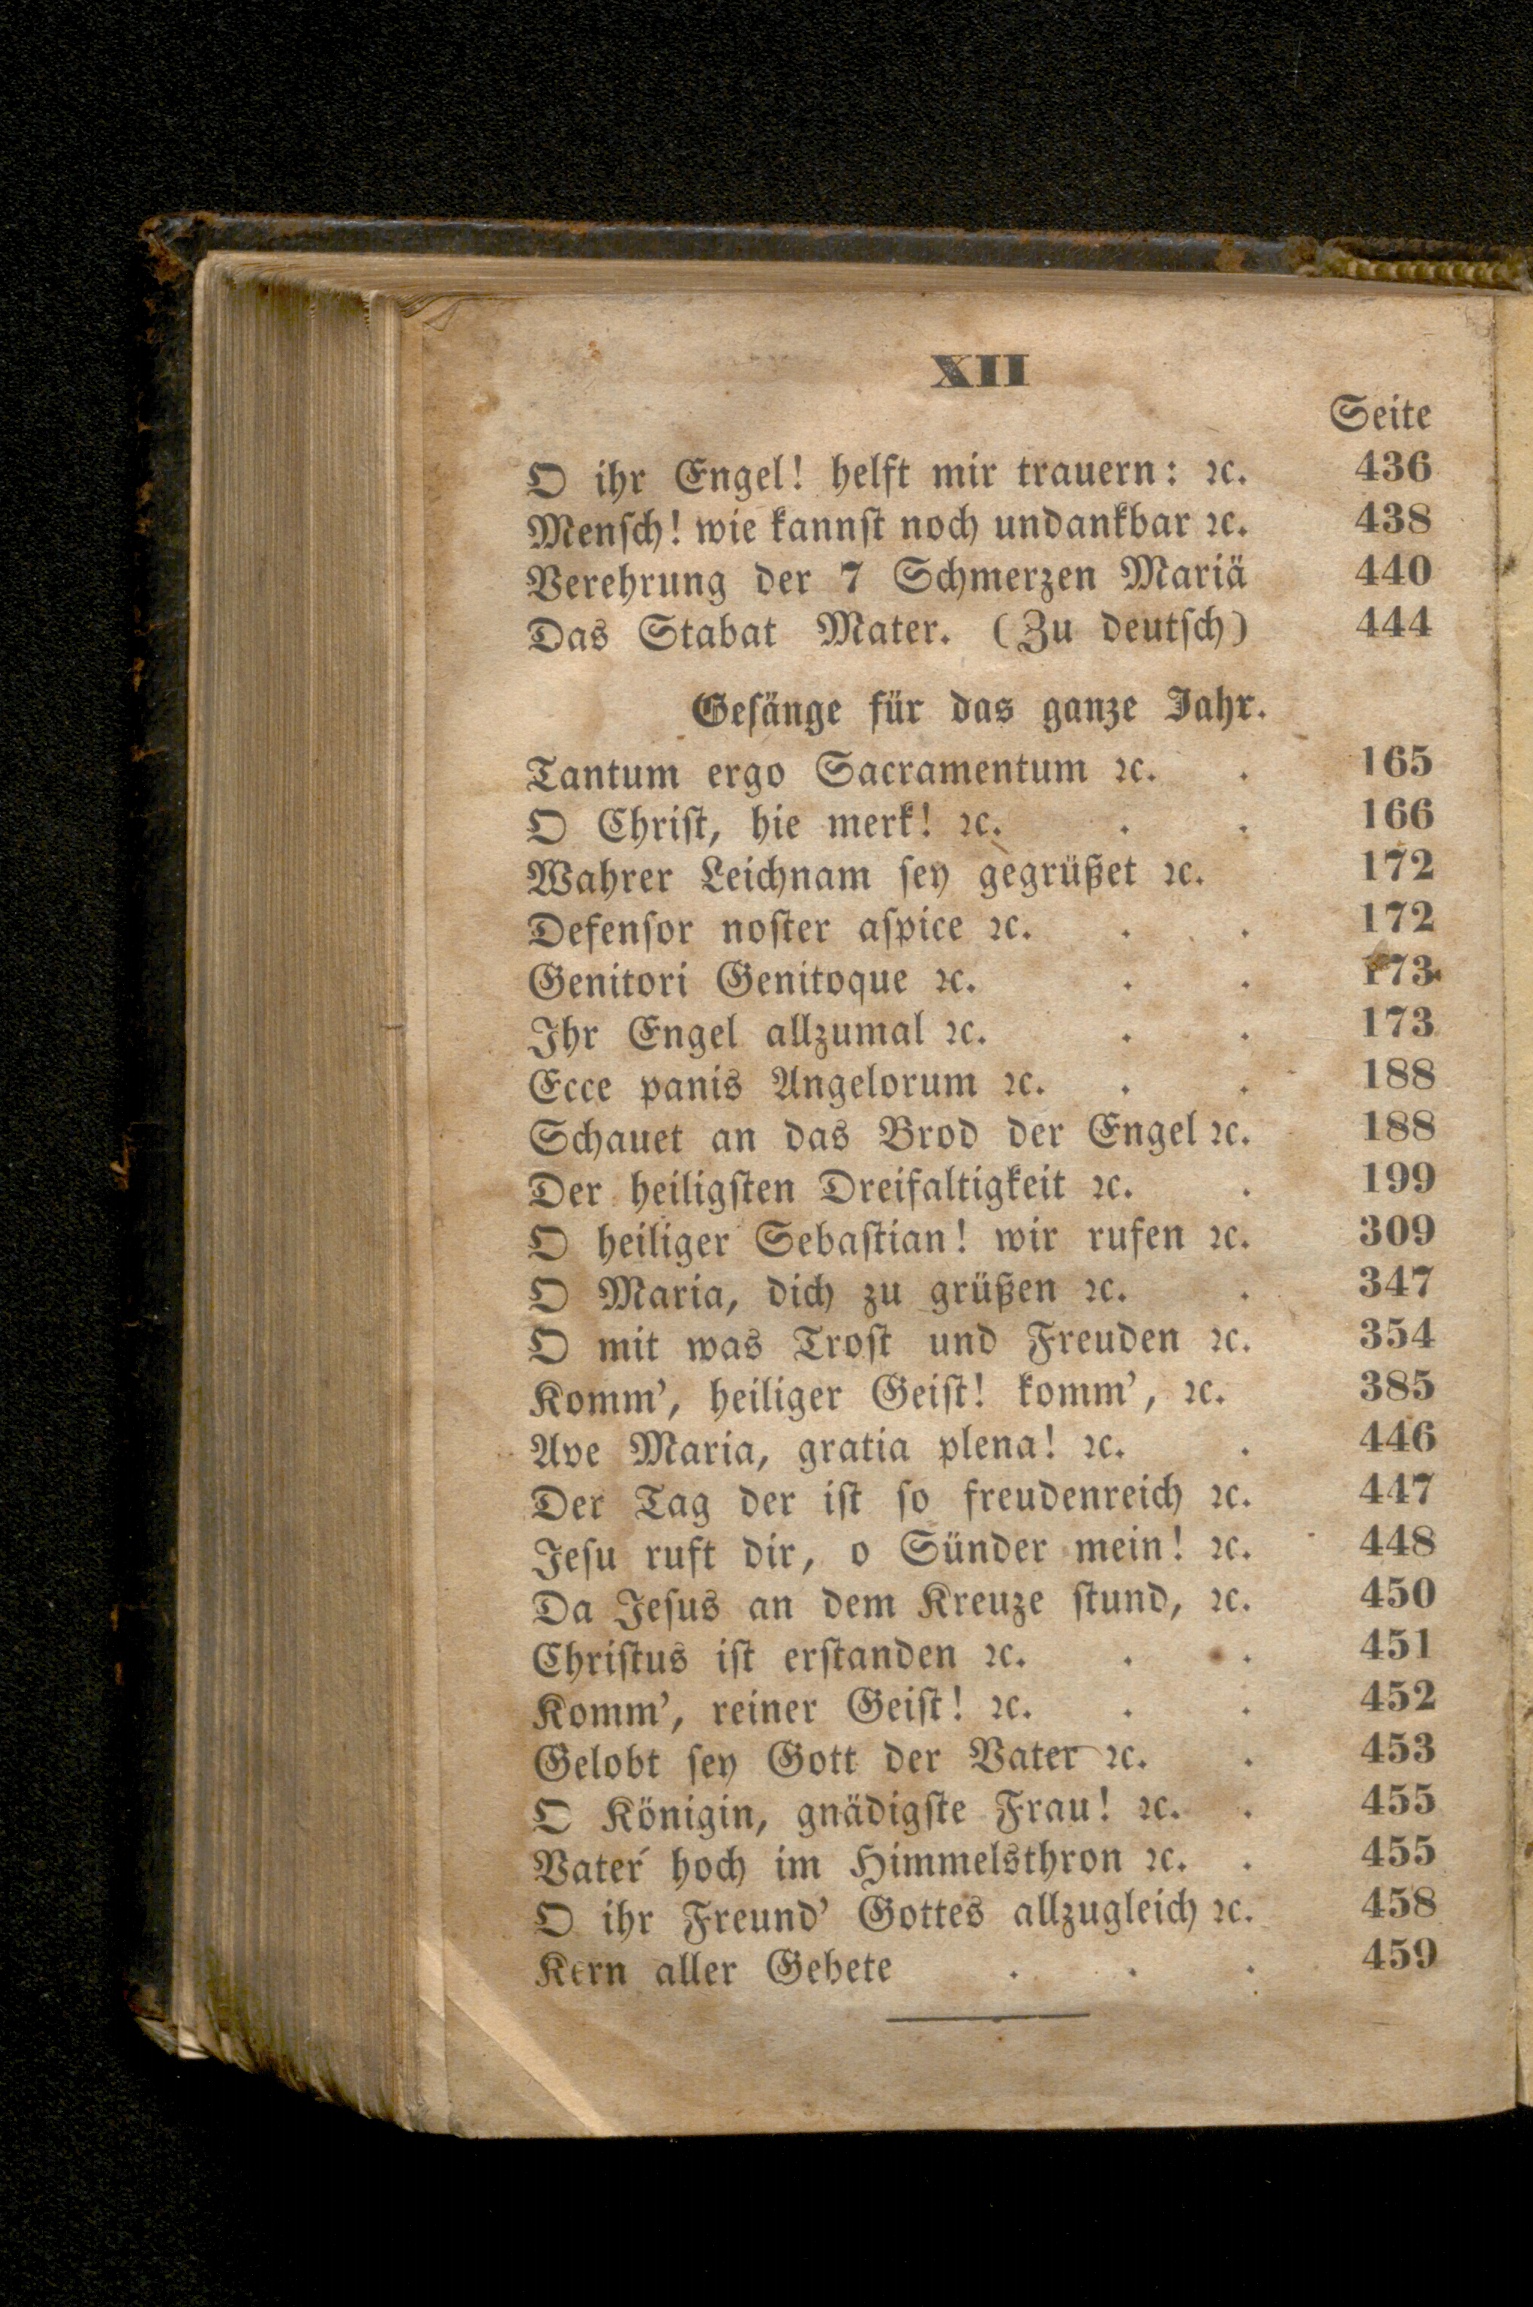 XII
Seite
O ihr Engel! helft mir trauern: ꝛc. 436
Menſch! wie kannſt noch undankbar ꝛc. 438
Verehrung der 7 Schmerzen Mariä 440
Das Stabat Mater. (Zu deutſch) 444
Geſänge für das ganze Jahr.
Tantum ergo Sacramentum ꝛc. . 165
O Chriſt, hie merk! ꝛc. . . 166
Wahrer Leichnam ſey gegrüßet ꝛc. 172
Defenſor noſter aſpice ꝛc. . . 172
Genitori Genitoque ꝛc. . . 173
Ihr Engel allzumal ꝛc. . . 173
Ecce panis Angelorum ꝛc. . . 188
Schauet an das Brod der Engel ꝛc. 188
Der heiligſten Dreifaltigkeit ꝛc. . 199
O heiliger Sebaſtian! wir rufen ꝛc. 309
O Maria, dich zu grüßen ꝛc. . 347
O mit was Troſt und Freuden ꝛc. 354
Komm', heiliger Geiſt! komm', ꝛc. 385
Ave Maria, gratia plena! ꝛc. . 446
Der Tag der iſt ſo freudenreich ꝛc. 447
Jeſu ruft dir, o Sünder mein! ꝛc. 448
Da Jeſus an dem Kreuze ſtund, ꝛc. 450
Chriſtus iſt erſtanden ꝛc. . . 451
Komm', reiner Geiſt! ꝛc. . . 452
Gelobt ſey Gott der Vater ꝛc. . 453
O Königin, gnädigſte Frau! ꝛc. . 455
Vater hoch im Himmelsthron ꝛc. . 455
O ihr Freund' Gottes allzugleich ꝛc. 458
Kern aller Gebete . . . 459